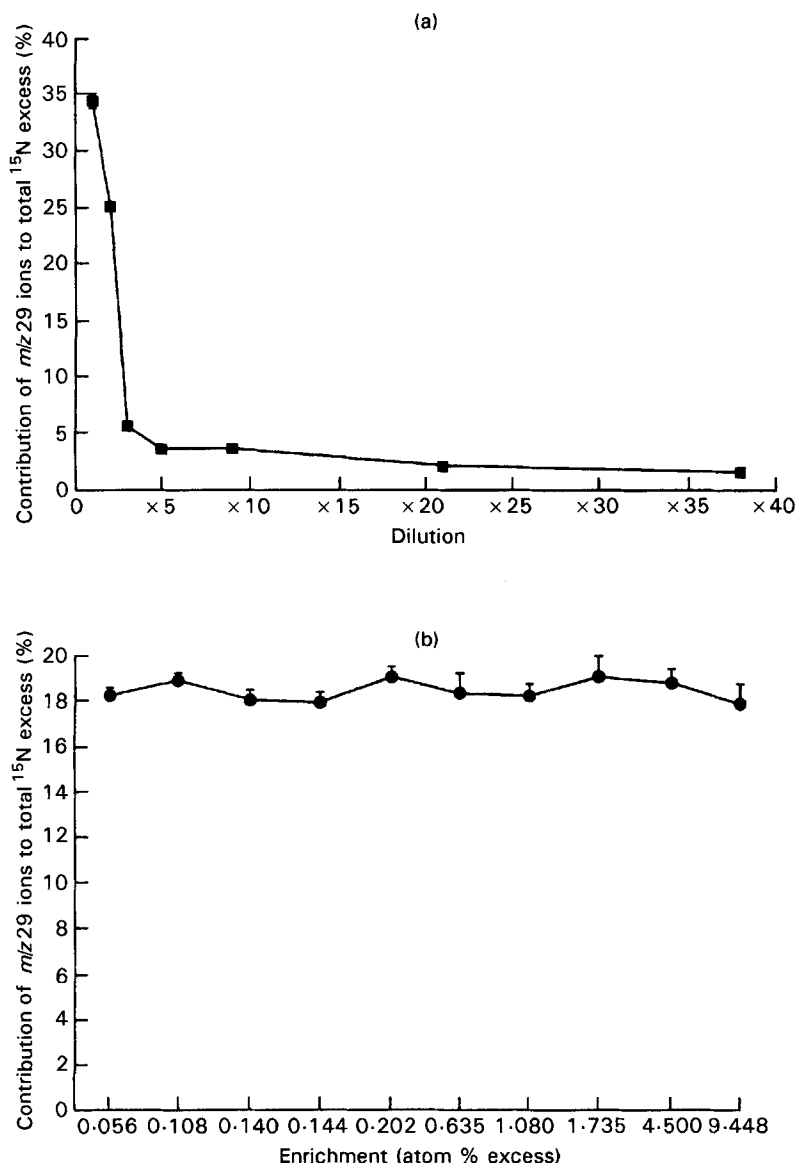 (a)
Contribution of m/z29 ions to total ¹⁵N excess (%)
40
35
30
25
20
15
10
5
0
0 ×5 ×10 ×15 ×20 ×25 ×30 ×35 ×40
Dilution
(b)
Contribution of m/z29 ions to total ¹⁵N excess (%)
20
18
16
14
12
10
8
6
4
2
0
0·056 0·108 0·140 0·144 0·202 0·635 1·080 1·735 4·500 9·448
Enrichment (atom % excess)